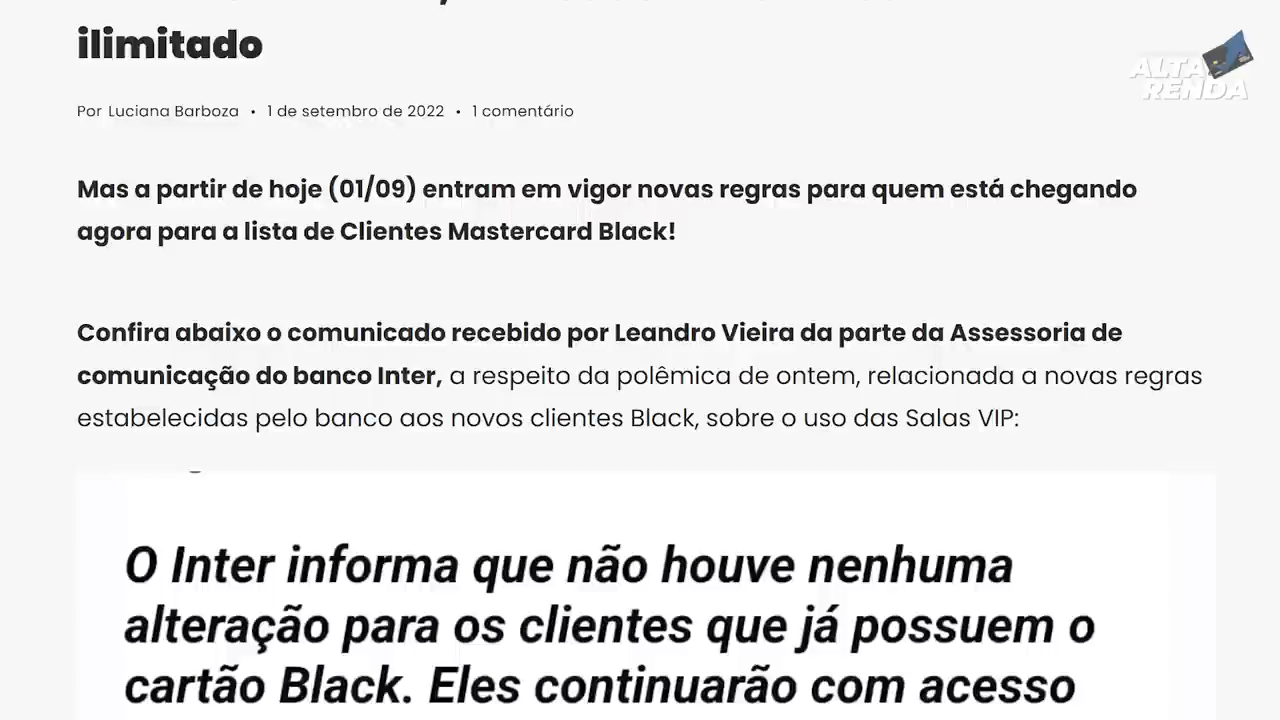 ilimitado
ALTA
RENDA
Por Luciana Barboza • 1 de setembro de 2022 • 1 comentário
Mas a partir de hoje (01/09) entram em vigor novas regras para quem está chegando
agora para a lista de Clientes Mastercard Black!
Confira abaixo o comunicado recebido por Leandro Vieira da parte da Assessoria de
comunicação do banco Inter, a respeito da polêmica de ontem, relacionada a novas regras
estabelecidas pelo banco aos novos clientes Black, sobre o uso das Salas VIP:
O Inter informa que não houve nenhuma
alteração para os clientes que já possuem o
cartão Black. Eles continuarão com acesso